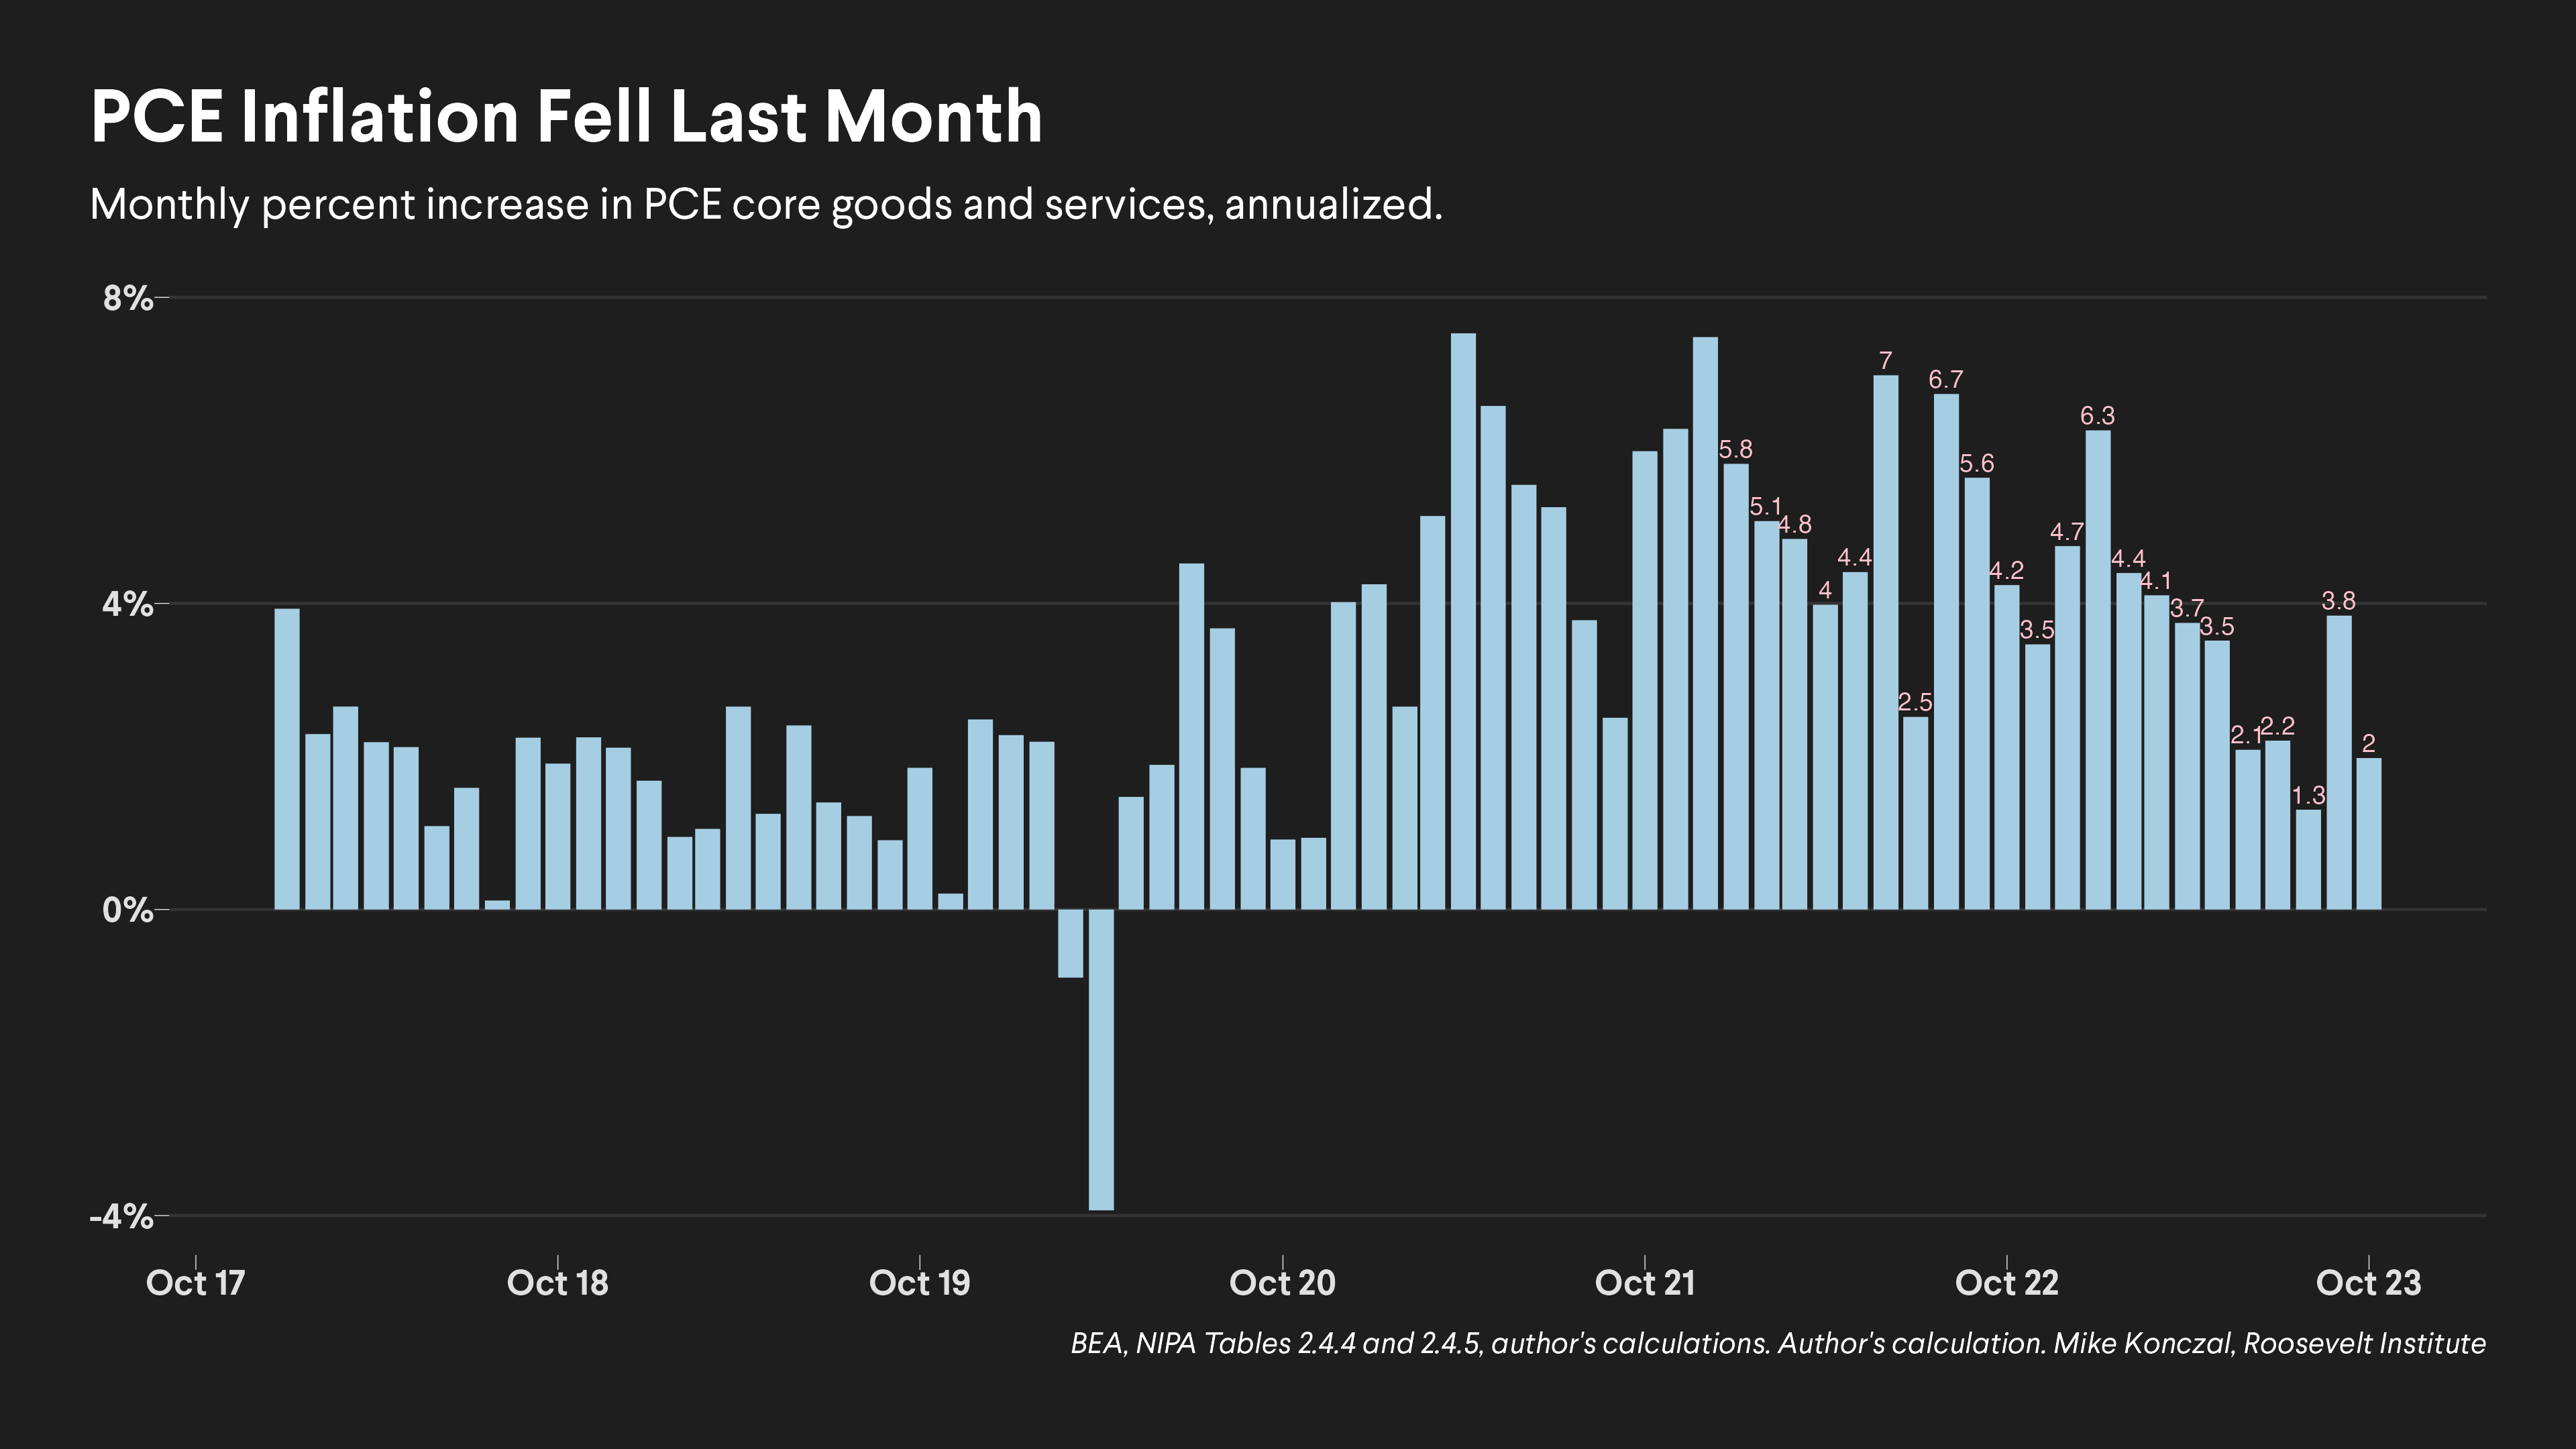 PCE Inflation Fell Last Month
Monthly percent increase in PCE core goods and services, annualized.
8%
4%
0%
-4%
5.8
5.1
4.8
4
4.4
7
2.5
6.7
5.6
4.2
3.5
4.7
6.3
4.4
4.1
3.7
3.5
2.1
2.2
1.3
3.8
2
Oct 17
Oct 18
Oct 19
Oct 20
Oct 21
Oct 22
Oct 23
BEA, NIPA Tables 2.4.4 and 2.4.5, author's calculations. Author's calculation. Mike Konczal, Roosevelt Institute